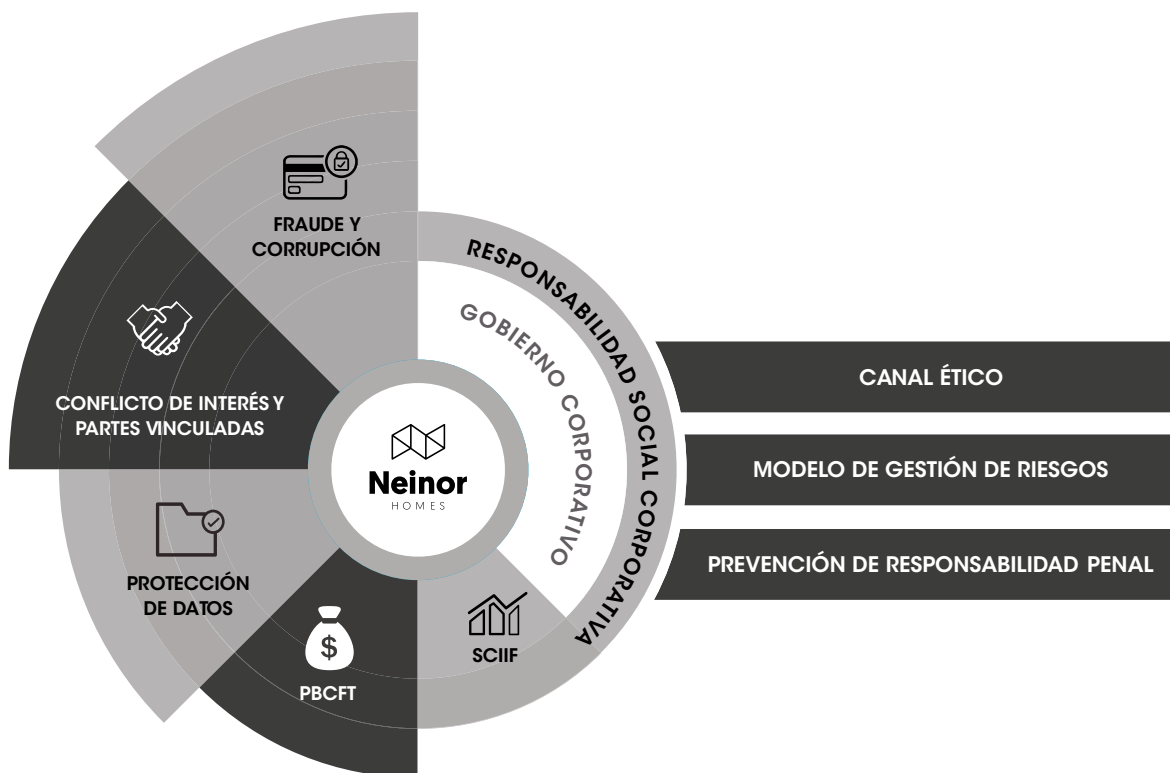 FRAUDE Y
CORRUPCIÓN
CONFLICTO DE INTERÉS Y
PARTES VINCULADAS
PROTECCIÓN
DE DATOS
$
PBCFT
SCIIF
Neinor
HOMES
GOBIERNO CORPORATIVO
RESPONSABILIDAD SOCIAL CORPORATIVA
CANAL ÉTICO
MODELO DE GESTIÓN DE RIESGOS
PREVENCIÓN DE RESPONSABILIDAD PENAL